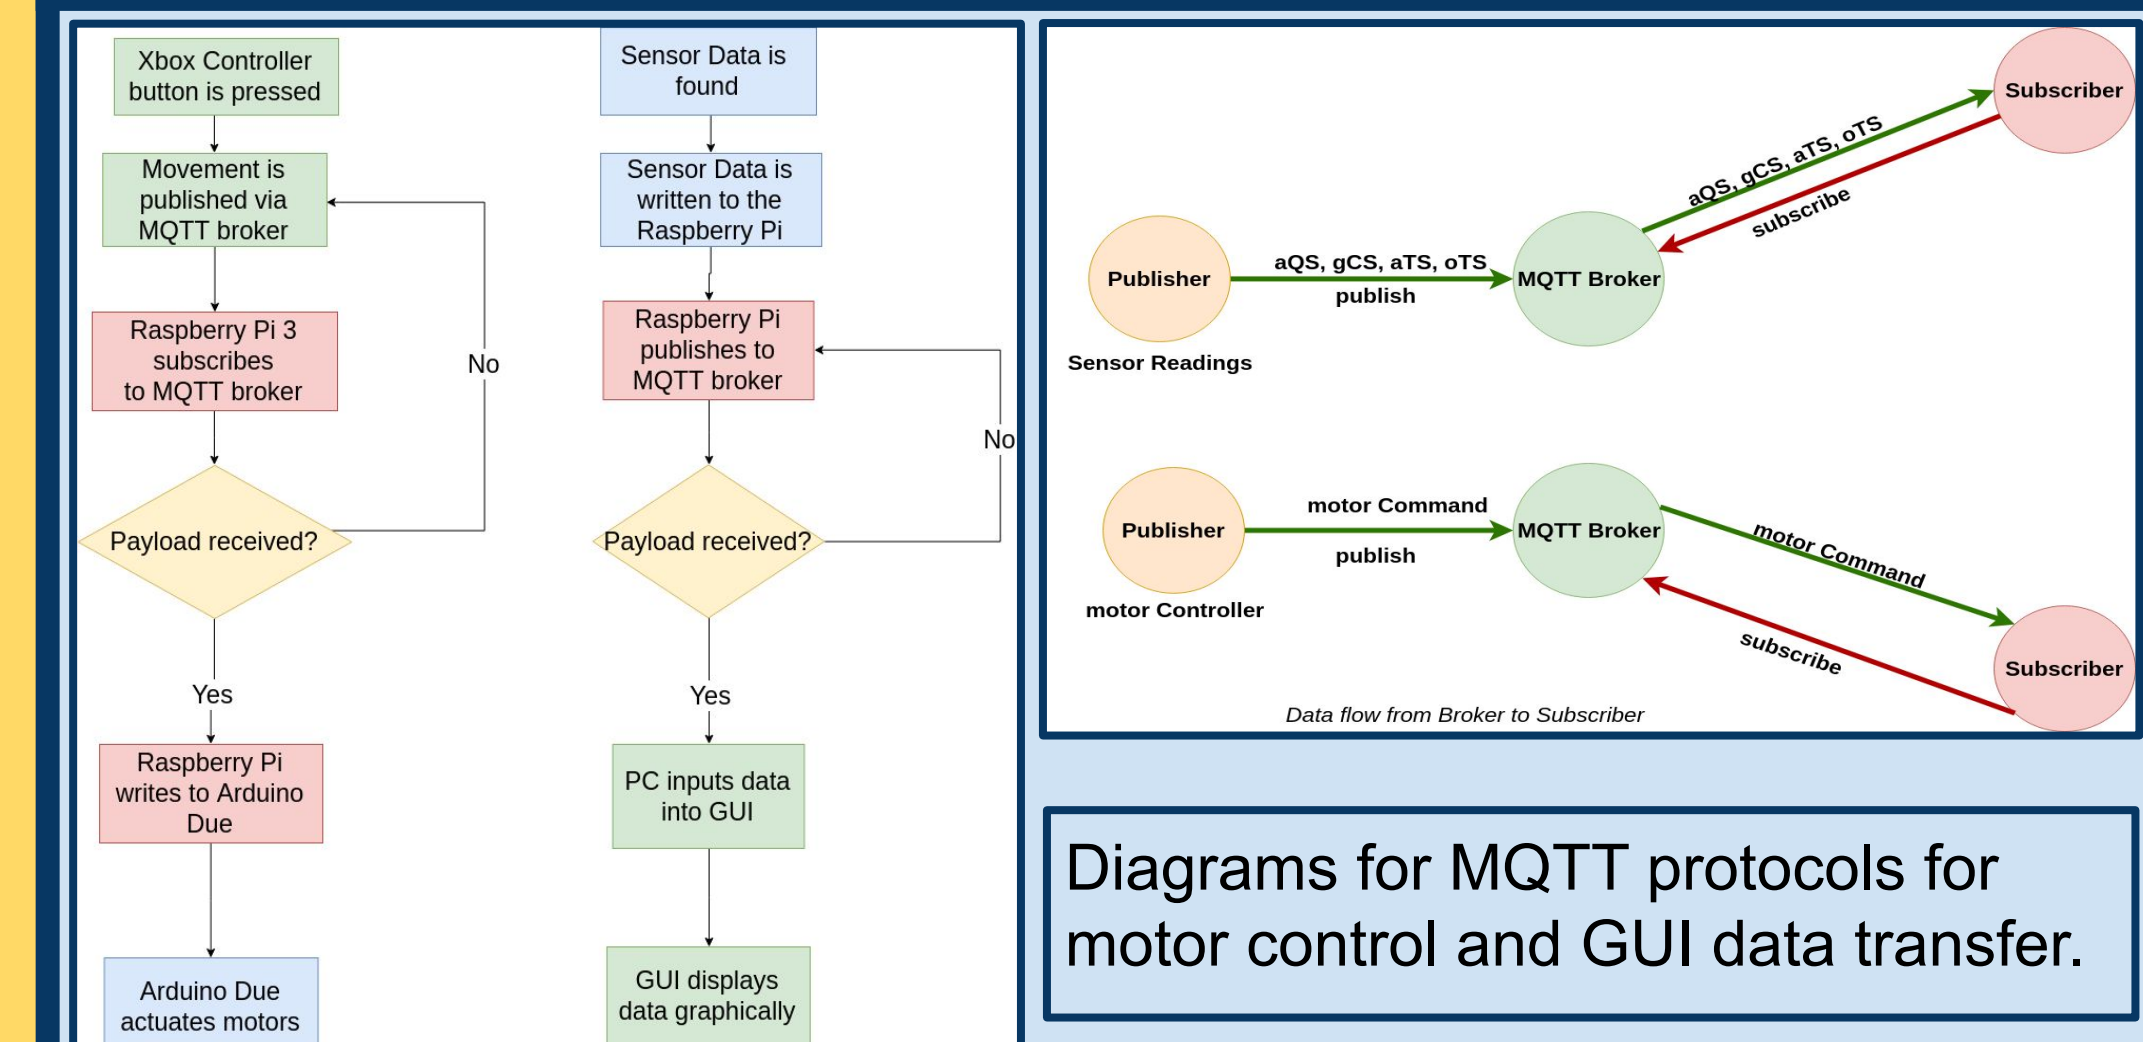 Xbox Controller
button is pressed
Movement is
published via
MQTT broker
Raspberry Pi 3
subscribes
to MQTT broker
No
Payload received?
Yes
Raspberry Pi
writes to Arduino
Due
Arduino Due
actuates motors
Sensor Data is
found
Sensor Data is
written to the
Raspberry Pi
Raspberry Pi
publishes to
MQTT broker
No
Payload received?
Yes
PC inputs data
into GUI
GUI displays
data graphically
Subscriber
aQS, gCS, aTS, oTS
subscribe
Publisher
aQS, gCS, aTS, oTS
publish
MQTT Broker
Sensor Readings
Publisher
motor Command
publish
MQTT Broker
motor Command
motor Controller
subscribe
Subscriber
Data flow from Broker to Subscriber
Diagrams for MQTT protocols for
motor control and GUI data transfer.